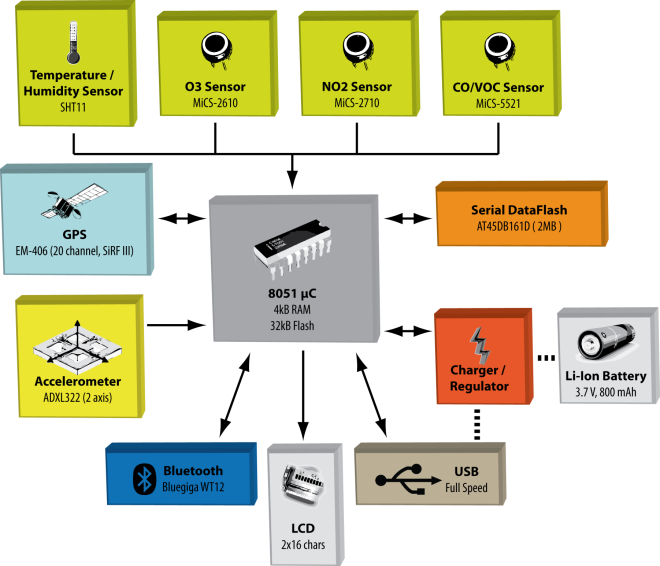 Temperature /
Humidity Sensor
SHT11
O3 Sensor
MiCS-2610
NO2 Sensor
MiCS-2710
CO/VOC Sensor
MiCS-5521
GPS
EM-406 (20 channel, SiRF III)
8051 µC
4kB RAM
32kB Flash
Serial DataFlash
AT45DB161D ( 2MB )
Accelerometer
ADXL322 (2 axis)
Charger /
Regulator
Li-Ion Battery
3.7 V, 800 mAh
Bluetooth
Bluegiga WT12
LCD
2x16 chars
USB
Full Speed